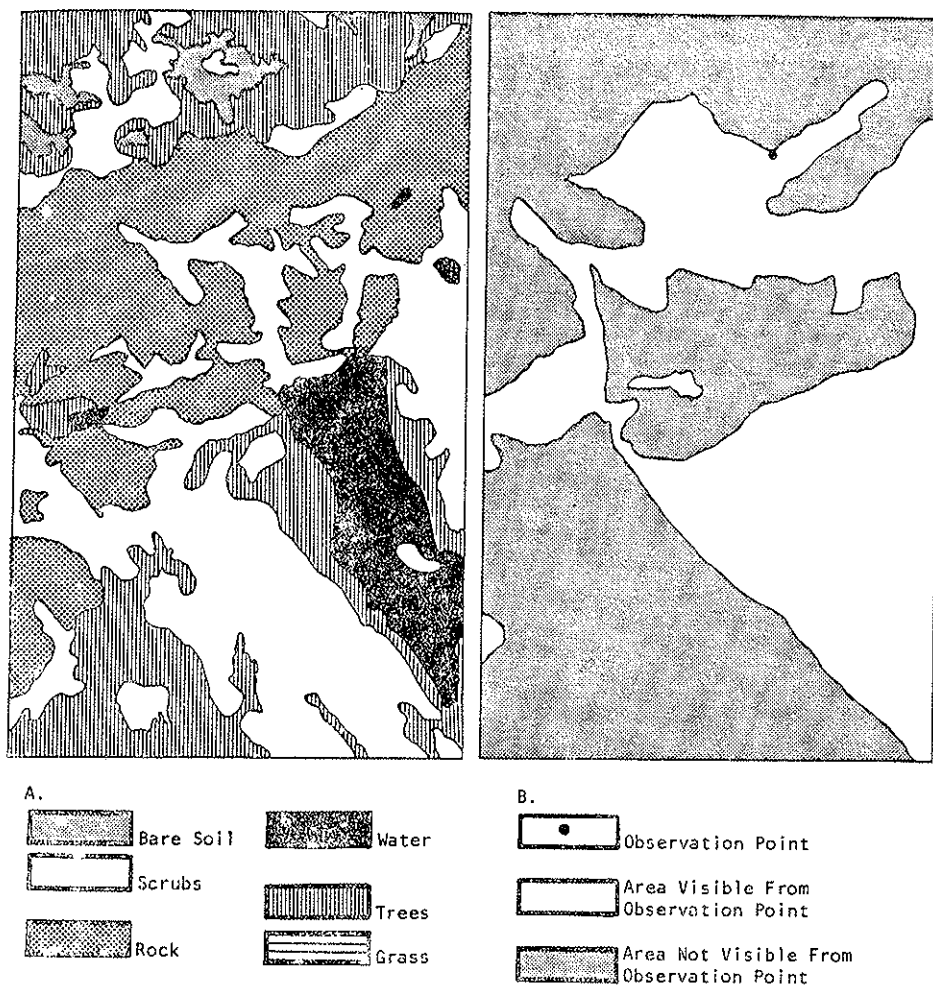 A.
Bare Soil
Scrubs
Rock
Water
Trees
Grass
B.
Observation Point
Area Visible From
Observation Point
Area Not Visible From
Observation Point